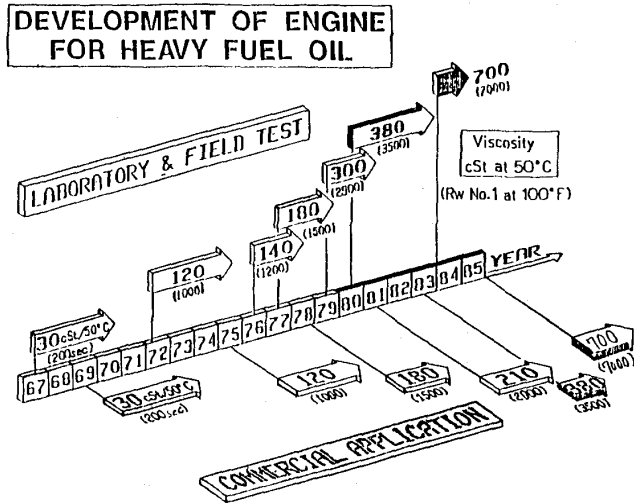 DEVELOPMENT OF ENGINE
FOR HEAVY FUEL OIL.
700
(7000)
380
(3500)
Viscosity
cSt at 50°C
(Rw No.1 at 100°F)
LABORATORY & FIELD TEST
300
(2900)
180
(1500)
140
(1200)
120
(1000)
30cSt/50°C
(200sec)
YEAR
67 68 69 70 71 72 73 74 75 76 77 78 79 80 81 82 83 84 85
30 cSt/50°C
(200sec)
120
(1000)
180
(1500)
210
(2000)
380
(3500)
700
(7000)
COMMERCIAL APPLICATION